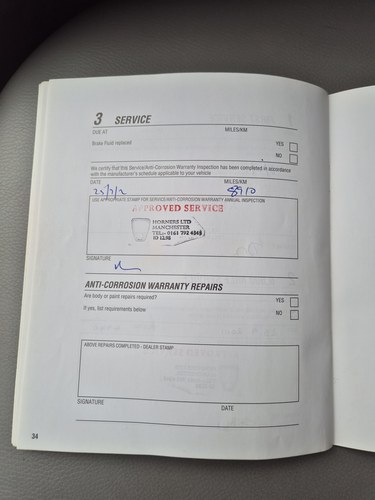 3 SERVICE
DUE AT MILES/KM
Brake Fluid replaced YES
NO
We certify that this Service/Anti-Corrosion Warranty Inspection has been completed in accordance
with the manufacturer's schedule applicable to your vehicle
DATE MILES/KM
8910
USE APPROPRIATE STAMP FOR SERVICE/ANTI-CORROSION WARRANTY ANNUAL INSPECTION
APPROVED SERVICE
HORNERS LTD
MANCHESTER
SIGNATURE
ANTI-CORROSION WARRANTY REPAIRS
Are body or paint repairs required? YES
If yes, list requirements below NO
ABOVE REPAIRS COMPLETED - DEALER STAMP
SIGNATURE DATE
34